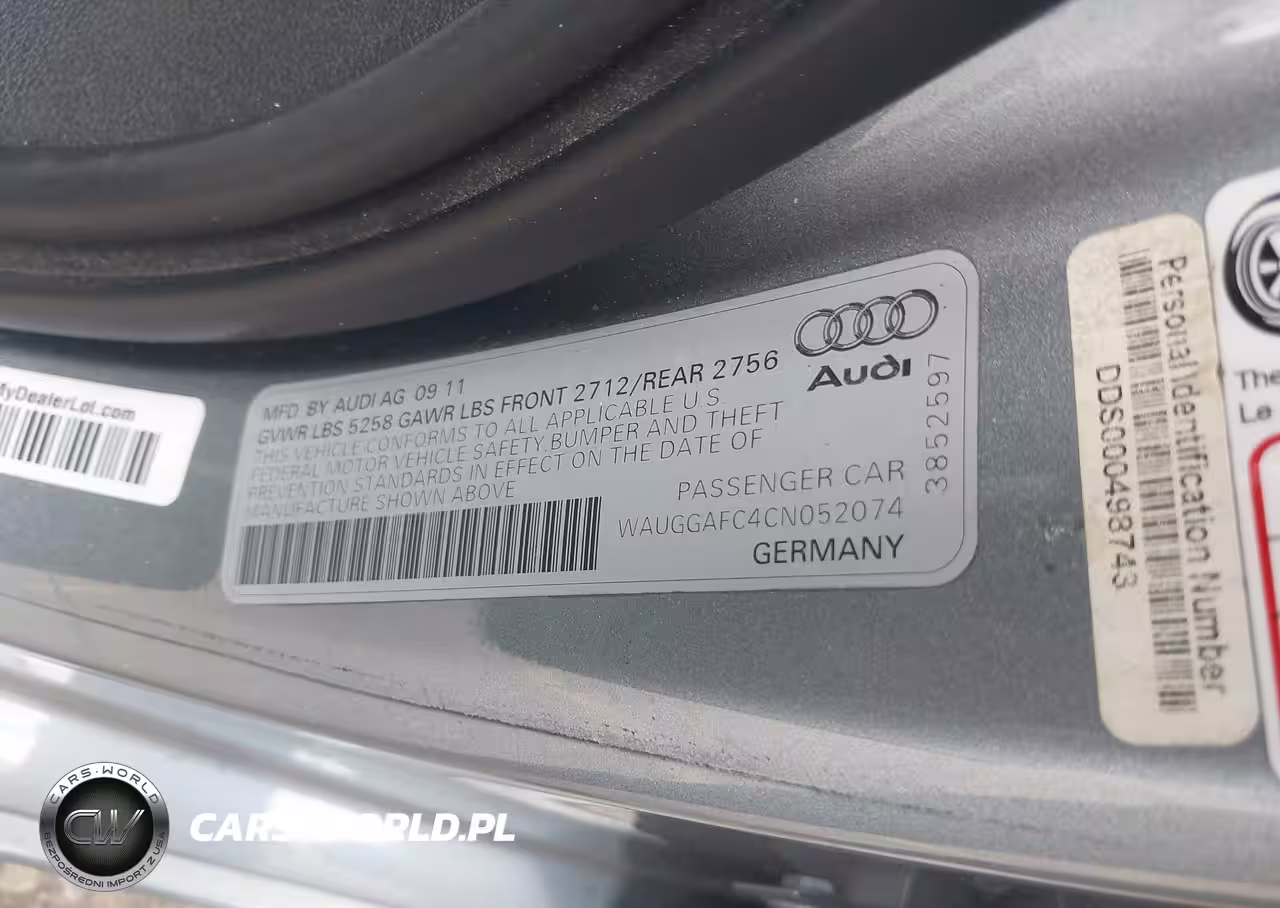 MyDealerLot.com
MFD. BY AUDI AG 09 11
GVWR LBS 5258 GAWR LBS FRONT 2712/REAR 2756
THIS VEHICLE CONFORMS TO ALL APPLICABLE U.S.
FEDERAL MOTOR VEHICLE SAFETY, BUMPER AND THEFT
PREVENTION STANDARDS IN EFFECT ON THE DATE OF
MANUFACTURE SHOWN ABOVE
PASSENGER CAR
WAUGGAFC4CN052074
GERMANY
Audi
3852597
Personal Identification Number
DDS000498743
The
Le
CARS-WORLD
CW
BEZPOŚREDNI IMPORT Z USA
CARS-WORLD.PL